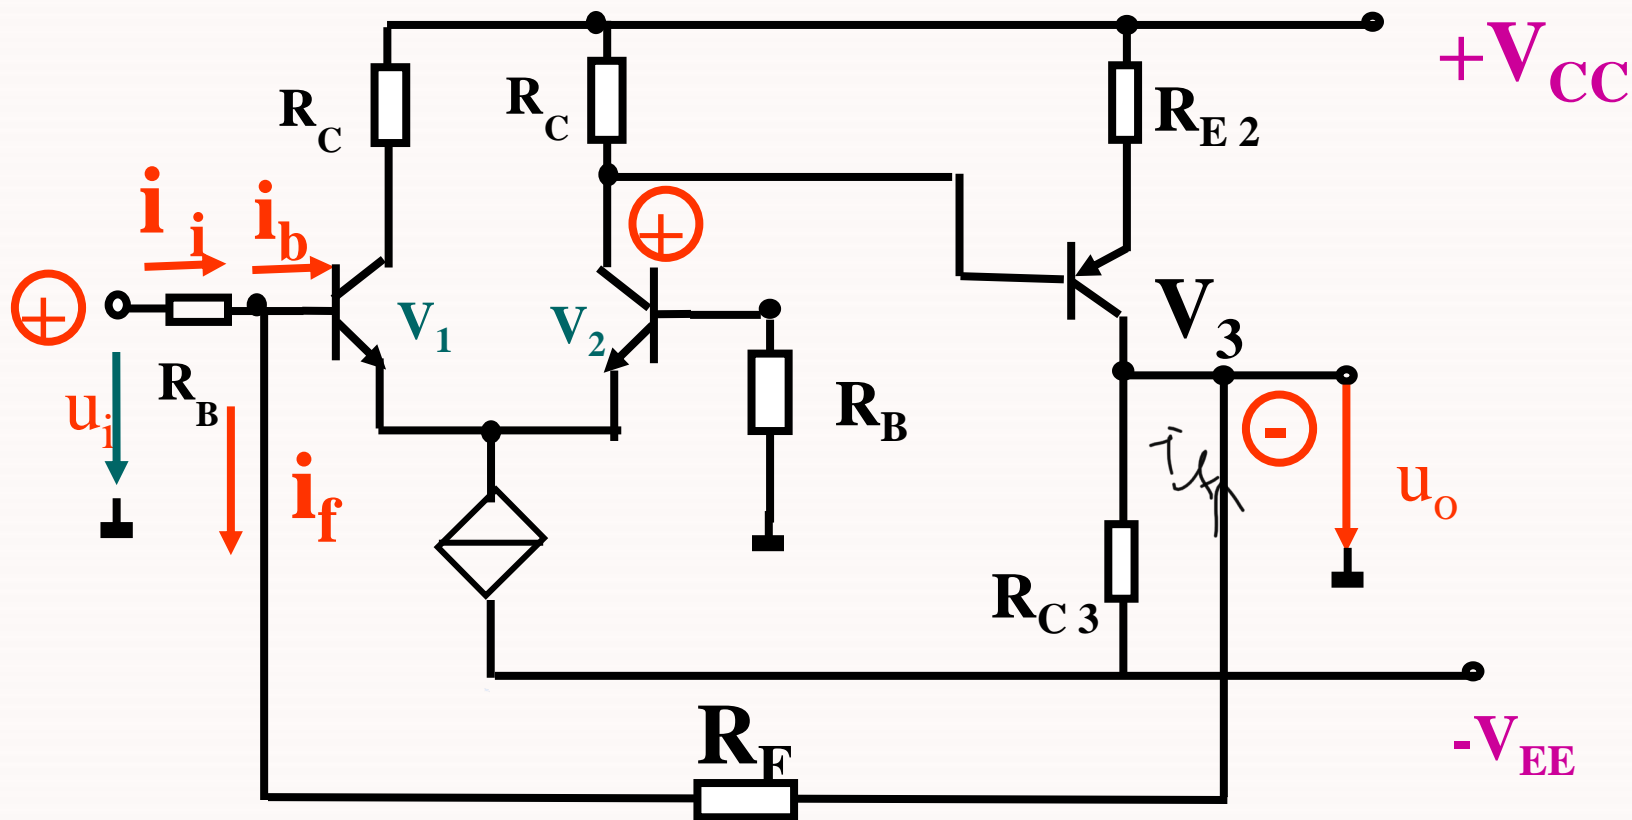 +VCC
RC
RC
RE 2
ii
ib
+
+
V1
V2
V3
RB
ui
RB
-
if
uo
RC 3
RF
-VEE